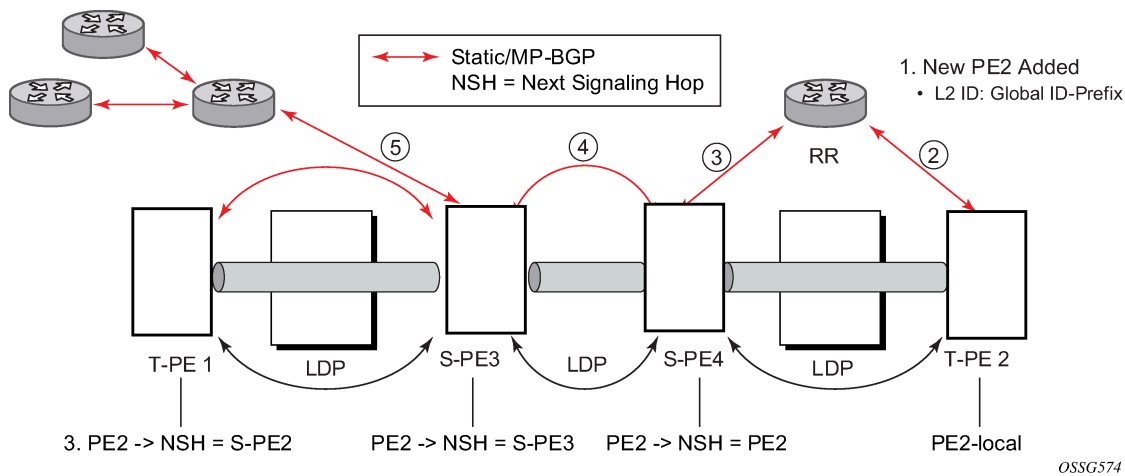 Static/MP-BGP
NSH = Next Signaling Hop
1. New PE2 Added
• L2 ID: Global ID-Prefix
RR
5
4
3
2
T-PE 1
LDP
S-PE3
LDP
S-PE4
LDP
T-PE 2
3. PE2 -> NSH = S-PE2
PE2 -> NSH = S-PE3
PE2 -> NSH = PE2
PE2-local
OSSG574